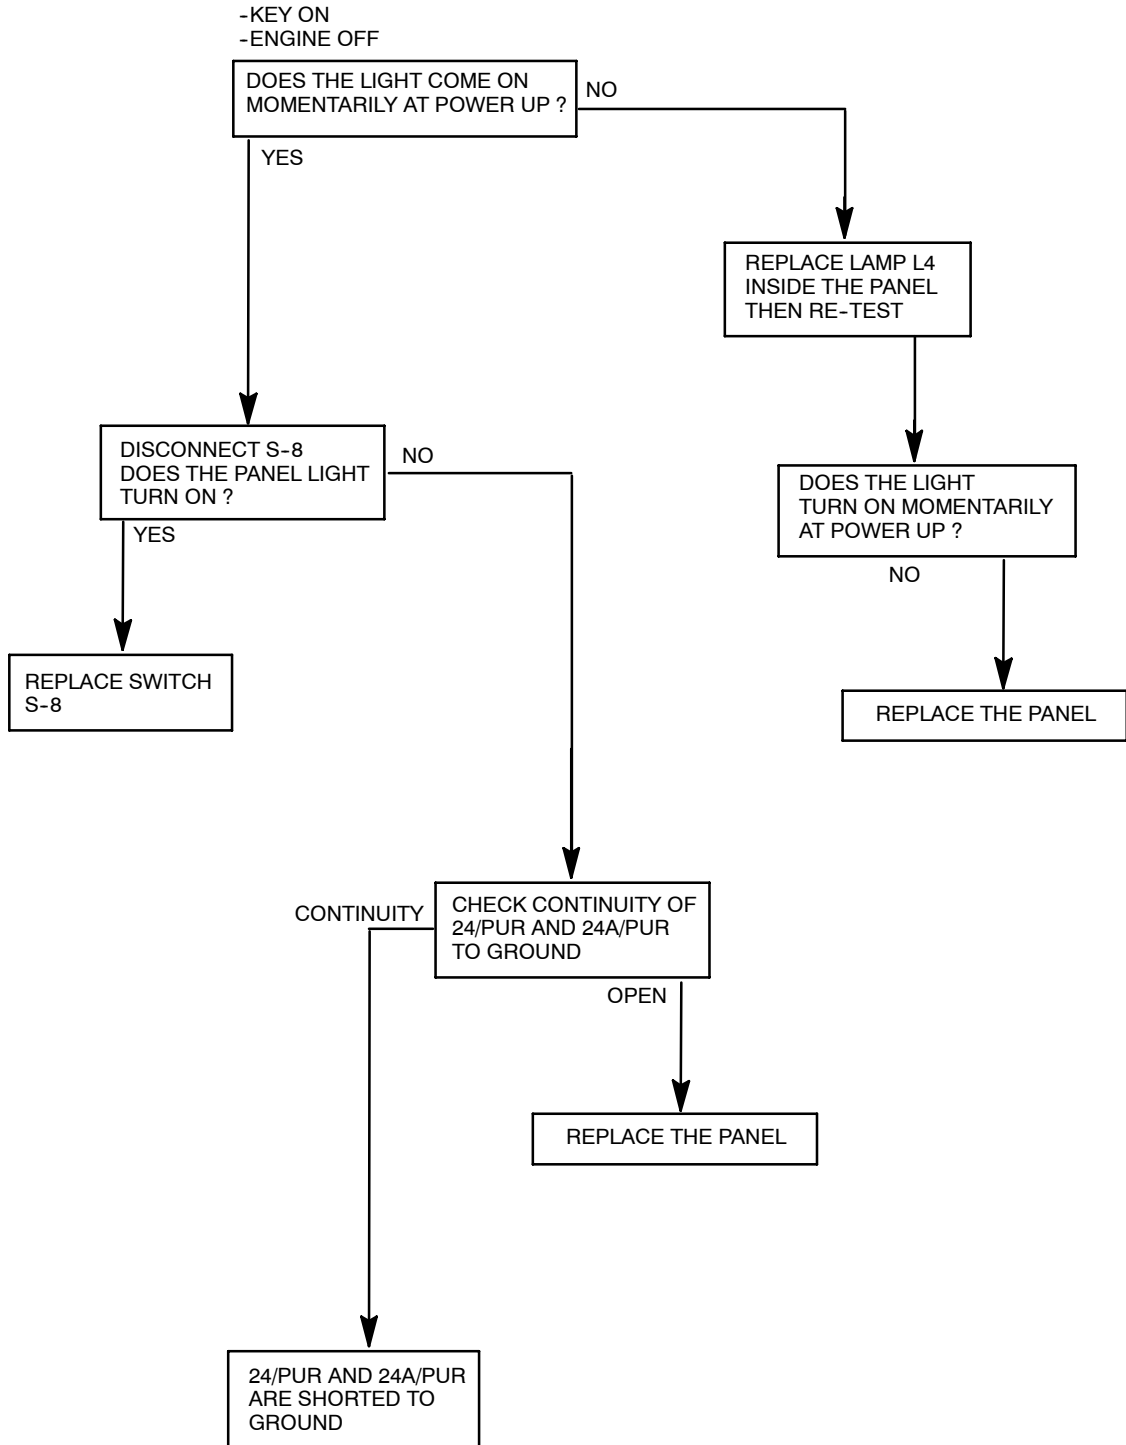 -KEY ON
-ENGINE OFF
DOES THE LIGHT COME ON
MOMENTARILY AT POWER UP ?
NO
YES
REPLACE LAMP L4
INSIDE THE PANEL
THEN RE-TEST
DISCONNECT S-8
DOES THE PANEL LIGHT
TURN ON ?
NO
YES
DOES THE LIGHT
TURN ON MOMENTARILY
AT POWER UP ?
NO
REPLACE SWITCH
S-8
REPLACE THE PANEL
CONTINUITY
CHECK CONTINUITY OF
24/PUR AND 24A/PUR
TO GROUND
OPEN
REPLACE THE PANEL
24/PUR AND 24A/PUR
ARE SHORTED TO
GROUND